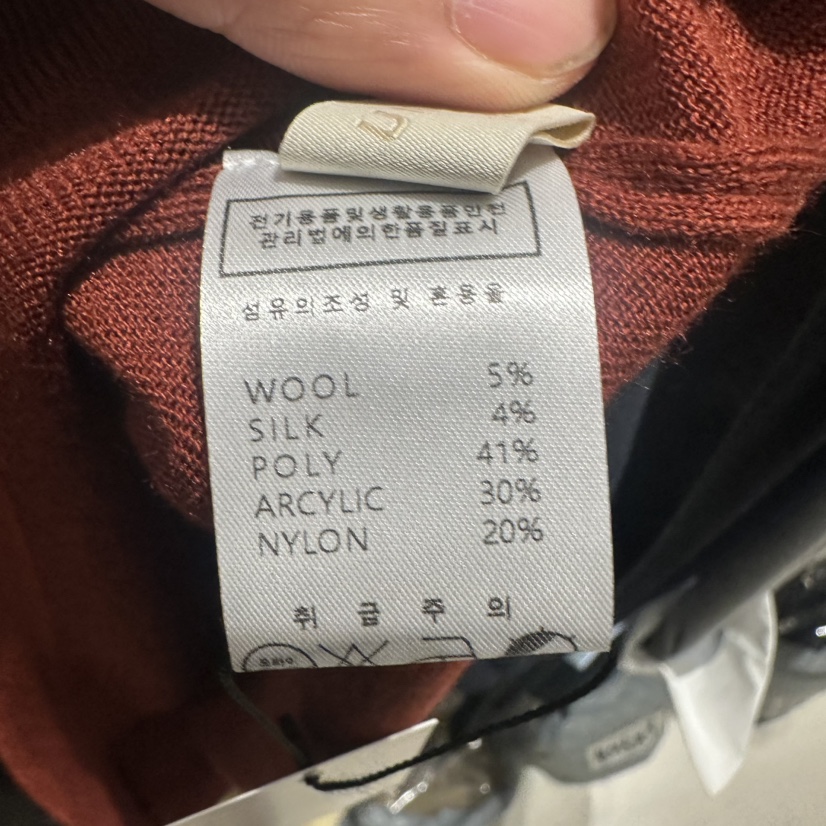 전기용품및생활용품안전
관리법에의한품질표시
섬유의조성 및 혼용율
WOOL 5%
SILK 4%
POLY 41%
ARCYLIC 30%
NYLON 20%
취 급 주 의